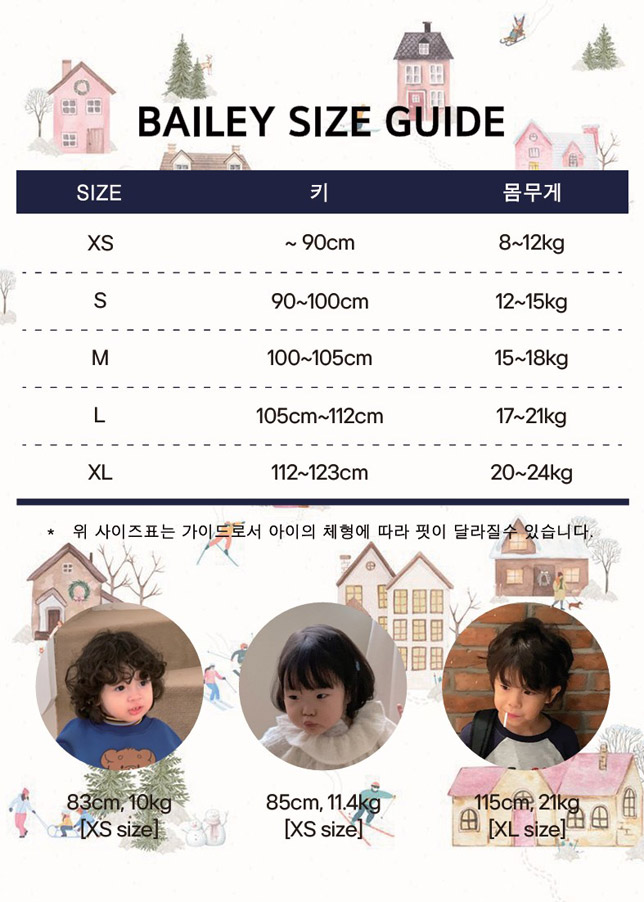 BAILEY SIZE GUIDE
SIZE 키 몸무게
XS ~ 90cm 8~12kg
S 90~100cm 12~15kg
M 100~105cm 15~18kg
L 105cm~112cm 17~21kg
XL 112~123cm 20~24kg
* 위 사이즈표는 가이드로서 아이의 체형에 따라 핏이 달라질수 있습니다.
83cm, 10kg 85cm, 11.4kg 115cm, 21kg
[XS size] [XS size] [XL size]